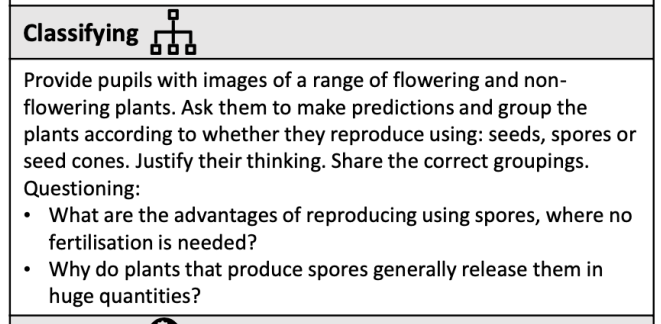 Classifying
Provide pupils with images of a range of flowering and non-
flowering plants. Ask them to make predictions and group the
plants according to whether they reproduce using: seeds, spores or
seed cones. Justify their thinking. Share the correct groupings.
Questioning:
• What are the advantages of reproducing using spores, where no
fertilisation is needed?
• Why do plants that produce spores generally release them in
huge quantities?